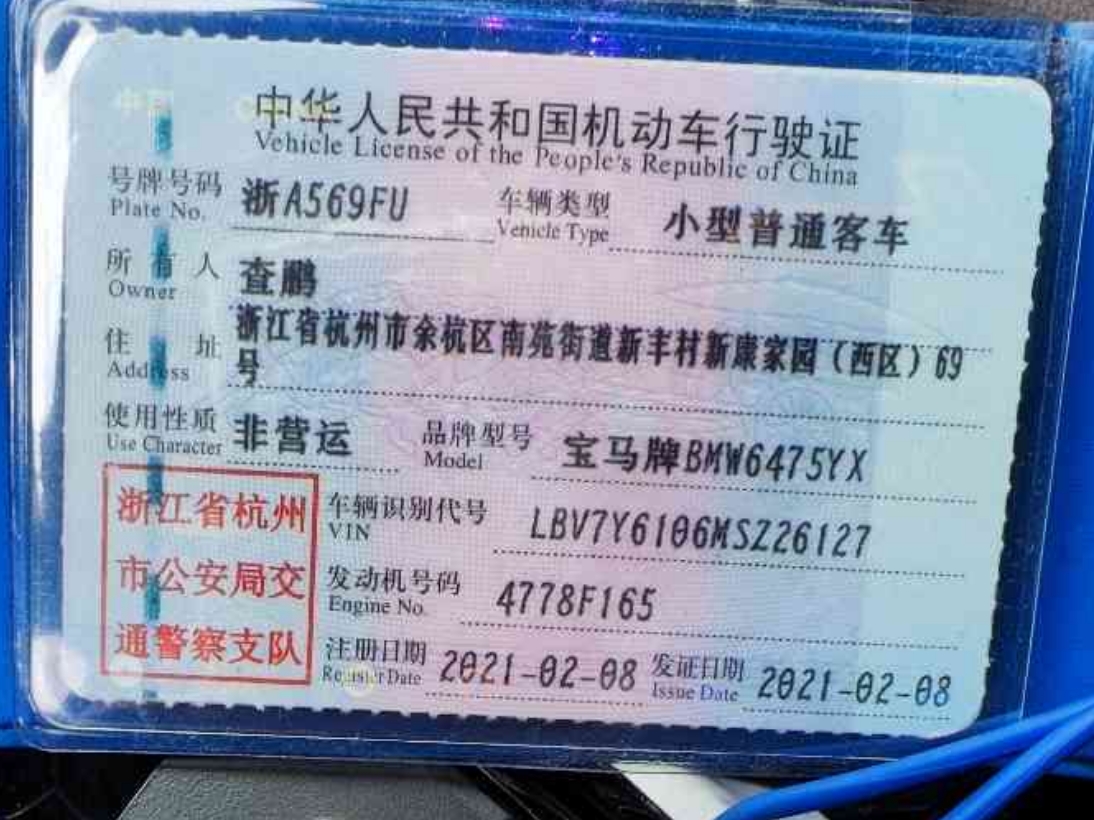 中华人民共和国机动车行驶证
Vehicle License of the People's Republic of China
号牌号码 浙A569FU 车辆类型 小型普通客车
Plate No. Vehicle Type
所有人 查鹏
Owner
住址 浙江省杭州市余杭区南苑街道新丰村新康家园（西区）69
Address 号
使用性质 非营运 品牌型号 宝马牌BMW6475YX
Use Character Model
浙江省杭州 车辆识别代号 LBV7Y6106MSZ26127
VIN
市公安局交 发动机号码 4778F165
Engine No.
通警察支队 注册日期 2021-02-08 发证日期 2021-02-08
Register Date Issue Date